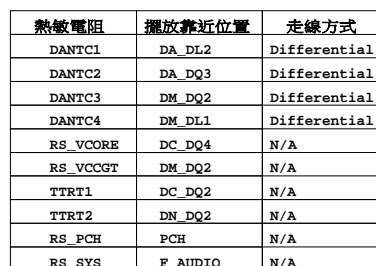 熱敏電阻 擺放靠近位置 走線方式
DANTC1 DA_DL2 Differential
DANTC2 DA_DQ3 Differential
DANTC3 DM_DQ2 Differential
DANTC4 DM_DL1 Differential
RS_VCORE DC_DQ4 N/A
RS_VCCGT DM_DQ2 N/A
TTRT1 DC_DQ2 N/A
TTRT2 DN_DQ2 N/A
RS_PCH PCH N/A
RS_SYS F_AUDIO N/A